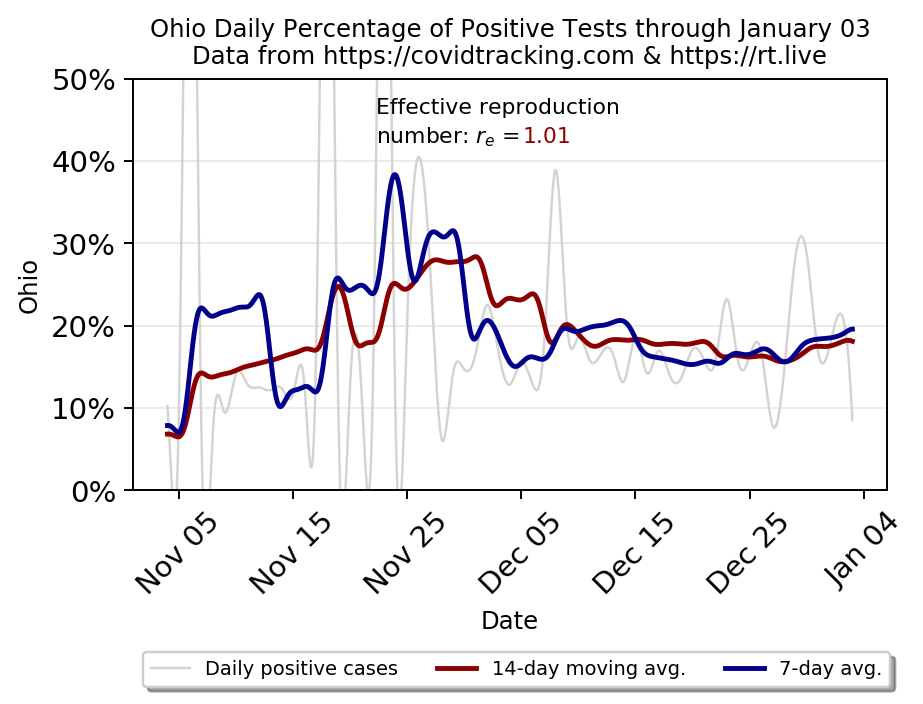 Ohio Daily Percentage of Positive Tests through January 03
Data from https://covidtracking.com & https://rt.live
50%
Effective reproduction
number: rₑ =1.01
40%
30%
20%
10%
0%
Ohio
Nov 05
Nov 15
Nov 25
Dec 05
Dec 15
Dec 25
Jan 04
Date
Daily positive cases
14-day moving avg.
7-day avg.